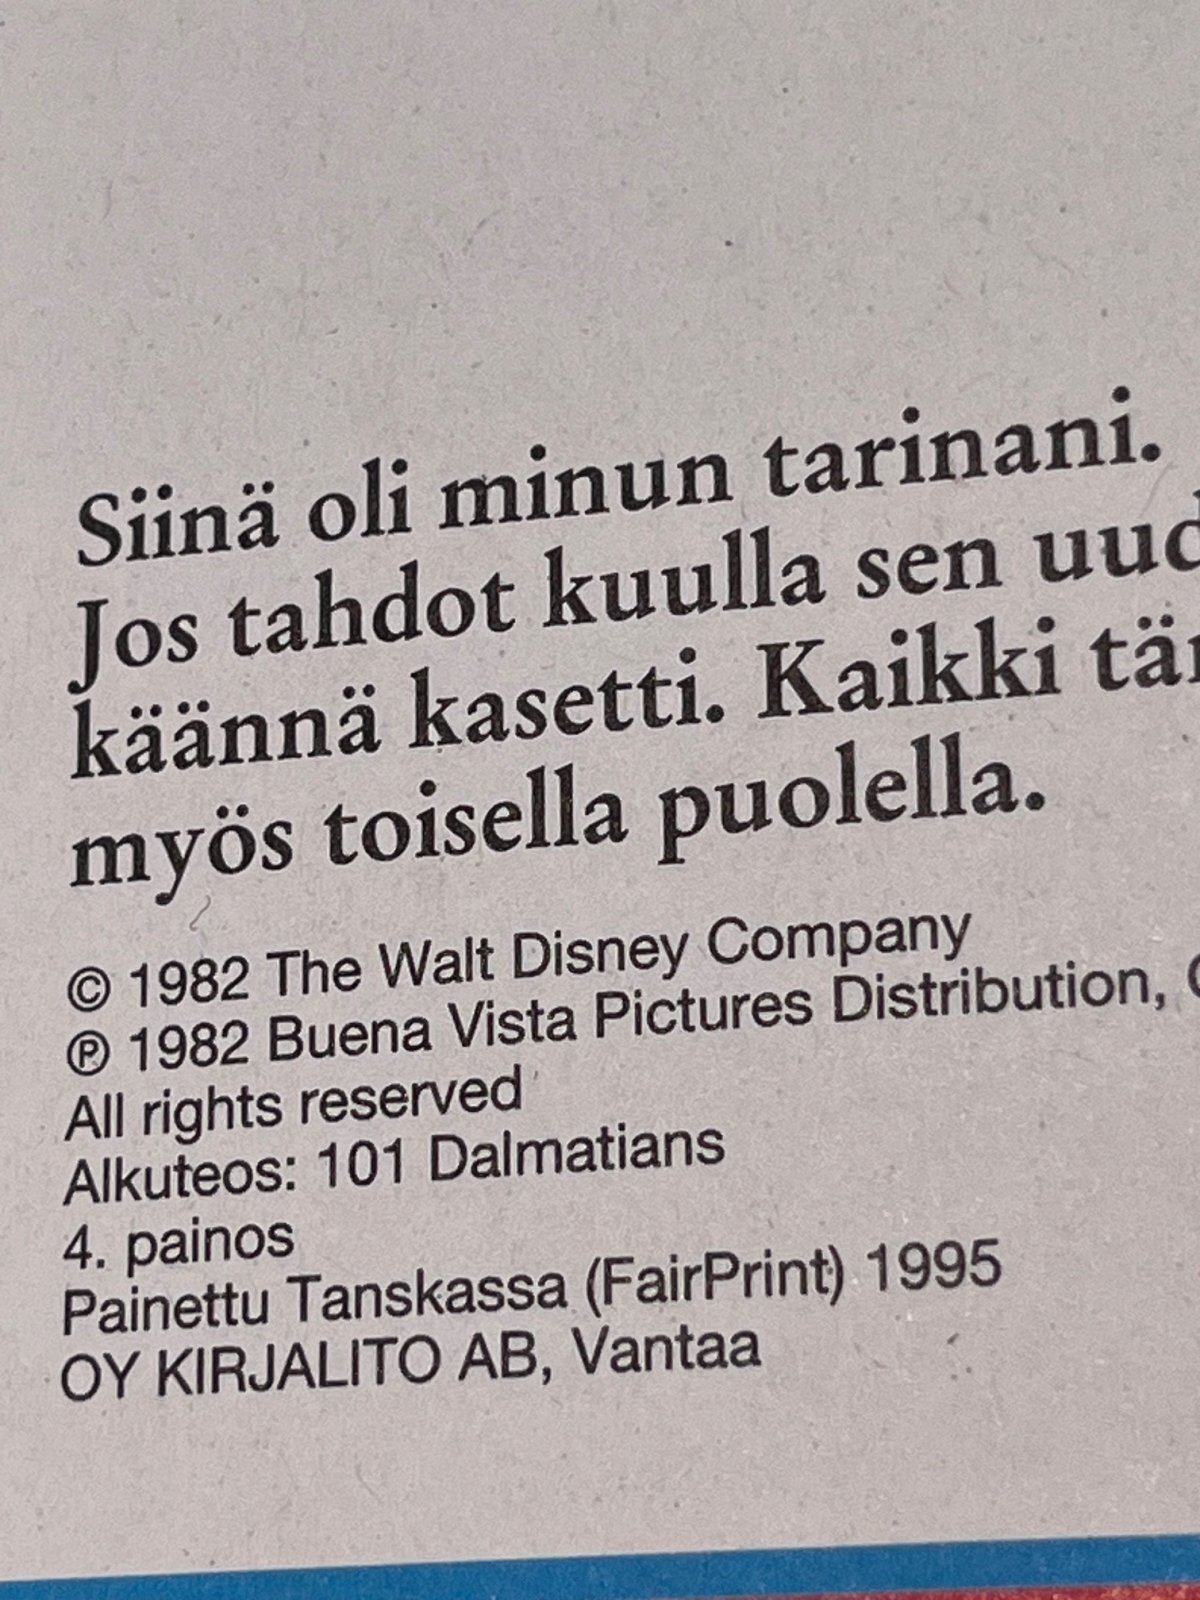 Siinä oli minun tarinani.
Jos tahdot kuulla sen
käännä kasetti. Kaikki
myös toisella puolella.
© 1982 The Walt Disney Company
℗ 1982 Buena Vista Pictures Distribution,
All rights reserved
Alkuteos: 101 Dalmatians
4. painos
Painettu Tanskassa (FairPrint) 1995
OY KIRJALITO AB, Vantaa